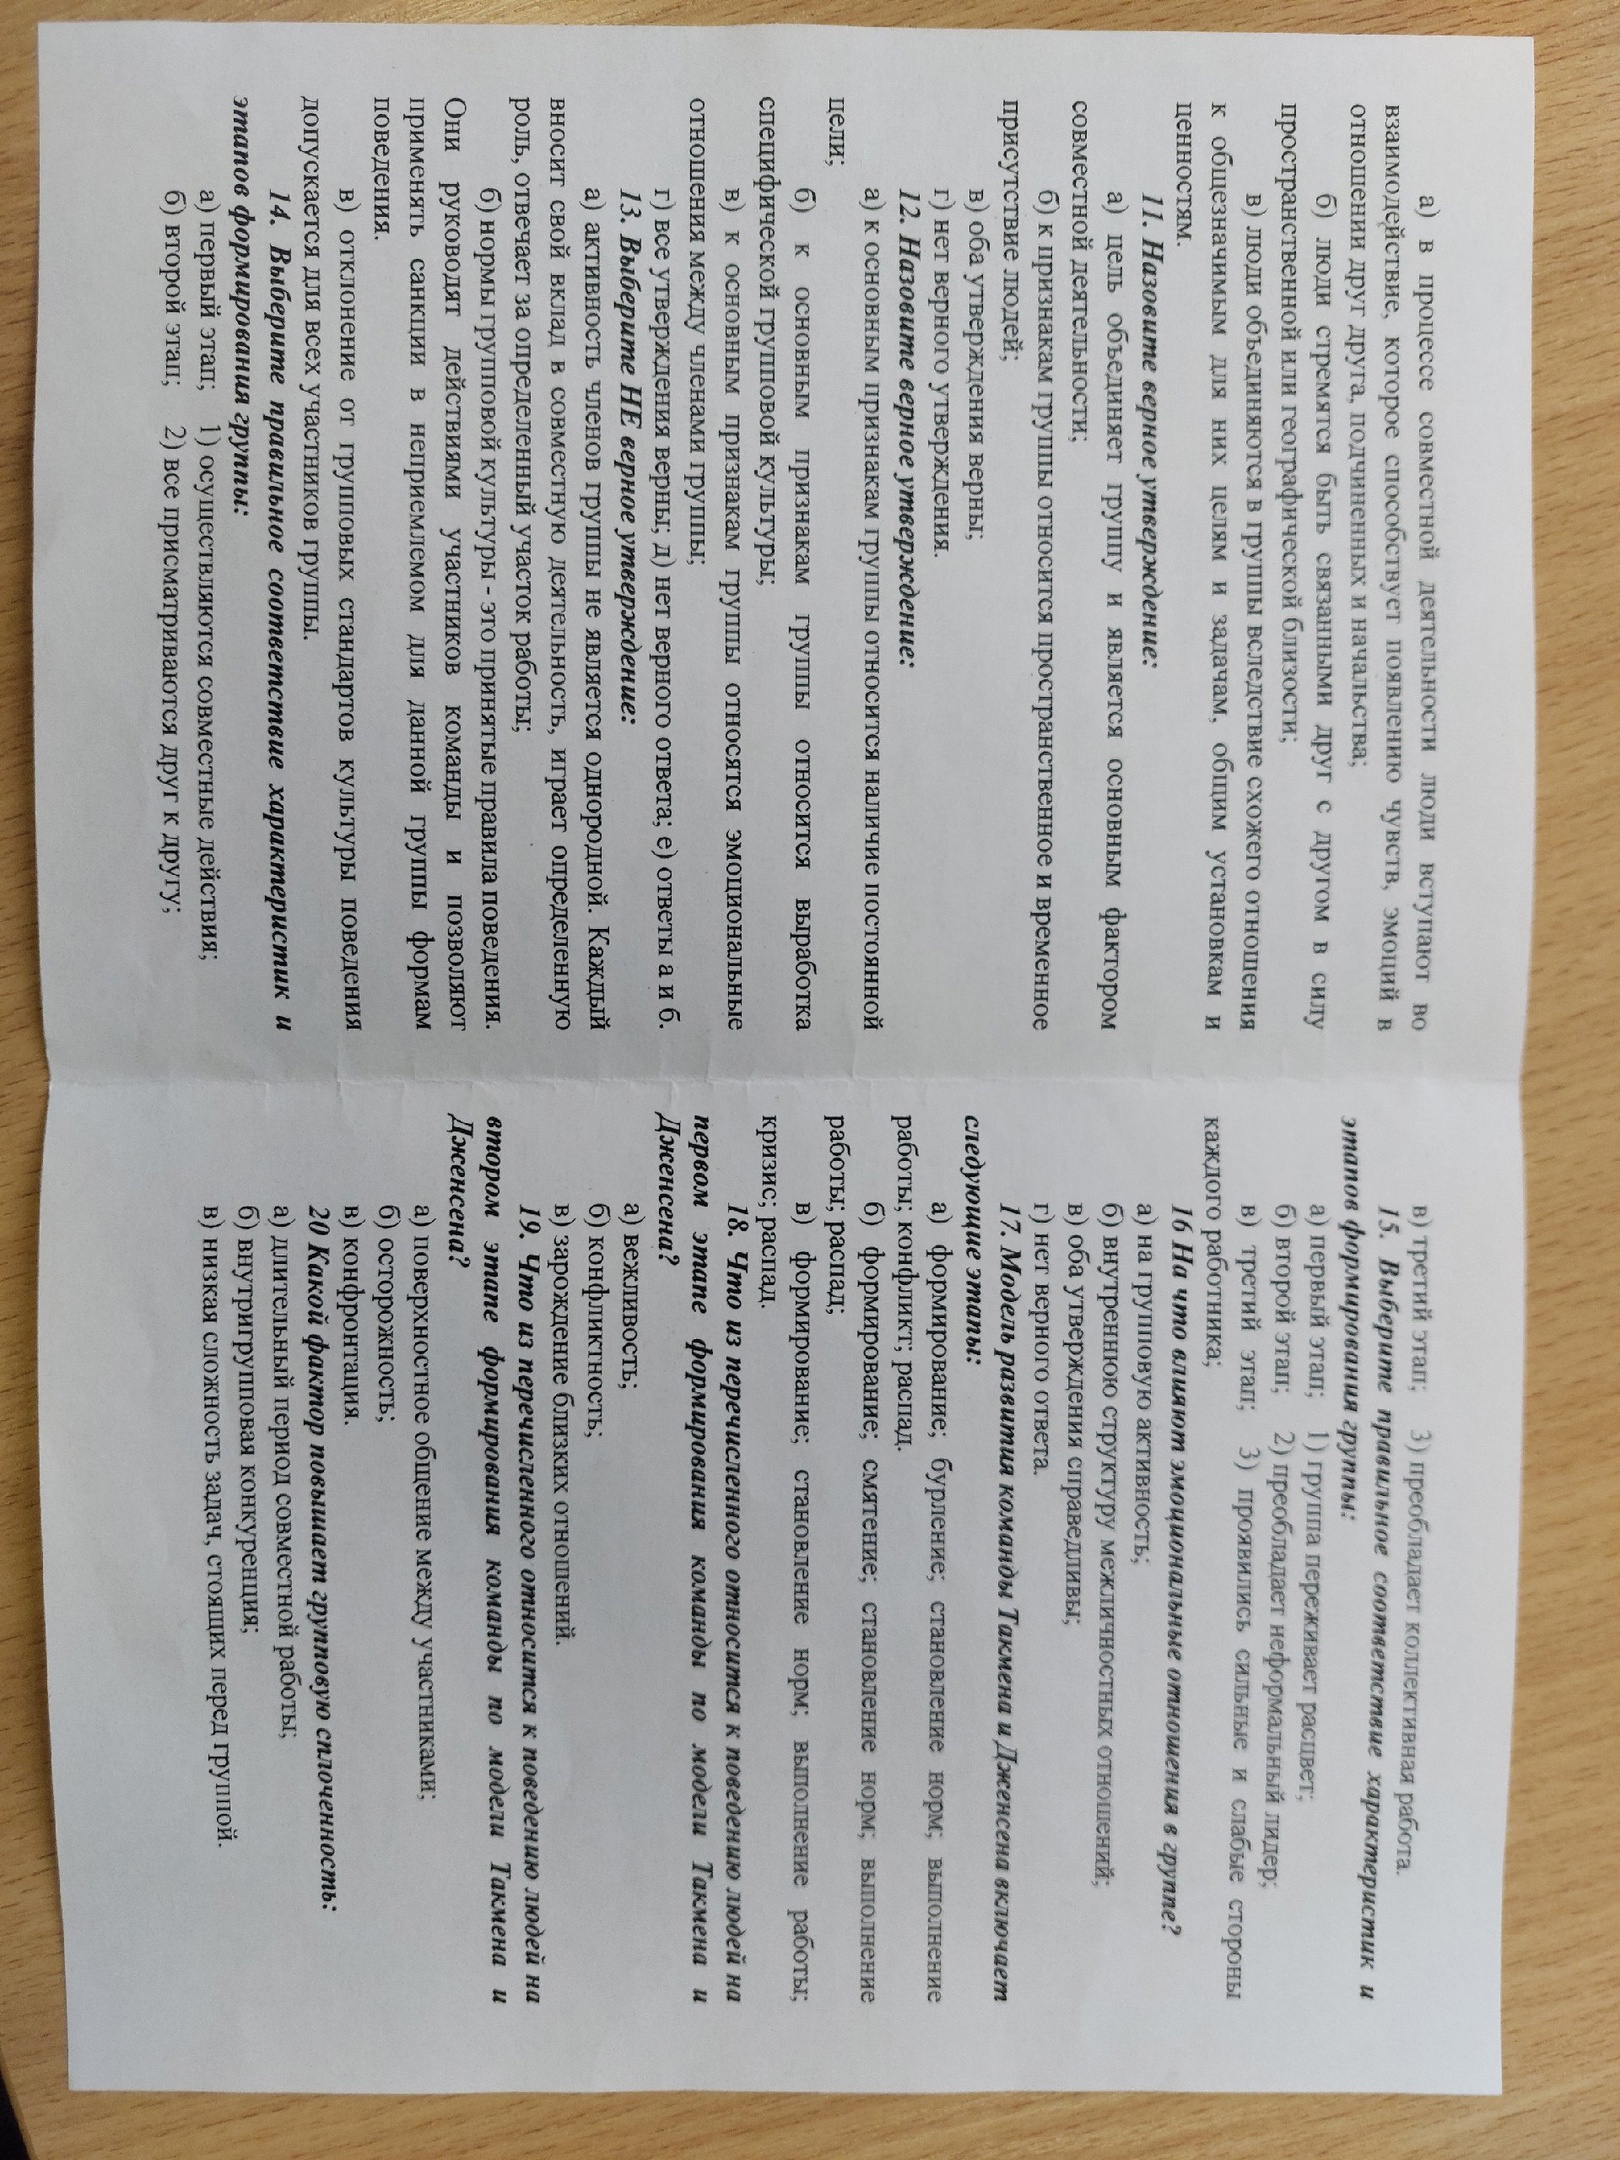 а) в процессе совместной деятельности люди вступают во
взаимодействие, которое способствует появлению чувств, эмоций в
отношении друг друга, подчиненных и начальства;
б) люди стремятся быть связанными друг с другом в силу
пространственной или географической близости;
в) люди объединяются в группы вследствие схожего отношения
к общезначимым для них целям и задачам, общим установкам и
ценностям.
11. Назовите верное утверждение:
а) цель объединяет группу и является основным фактором
совместной деятельности;
б) к признакам группы относится пространственное и временное
присутствие людей;
в) оба утверждения верны;
г) нет верного утверждения.
12. Назовите верное утверждение:
а) к основным признакам группы относится наличие постоянной
цели;
б) к основным признакам группы относится выработка
специфической групповой культуры;
в) к основным признакам группы относятся эмоциональные
отношения между членами группы;
г) все утверждения верны; д) нет верного ответа; е) ответы а и б.
13. Выберите НЕ верное утверждение:
а) активность членов группы не является однородной. Каждый
вносит свой вклад в совместную деятельность, играет определенную
роль, отвечает за определенный участок работы;
б) нормы групповой культуры - это принятые правила поведения.
Они руководят действиями участников команды и позволяют
применять санкции в неприемлемом для данной группы формам
поведения.
в) отклонение от групповых стандартов культуры поведения
допускается для всех участников группы.
14. Выберите правильное соответствие характеристик и
этапов формирования группы:
а) первый этап; 1) осуществляются совместные действия;
б) второй этап; 2) все присматриваются друг к другу;
в) третий этап; 3) преобладает коллективная работа.
15. Выберите правильное соответствие характеристик и
этапов формирования группы:
а) первый этап; 1) группа переживает расцвет;
б) второй этап; 2) преобладает неформальный лидер;
в) третий этап; 3) проявились сильные и слабые стороны
каждого работника;
16 На что влияют эмоциональные отношения в группе?
а) на групповую активность;
б) внутреннюю структуру межличностных отношений;
в) оба утверждения справедливы;
г) нет верного ответа.
17. Модель развития команды Такмена и Дженсена включает
следующие этапы:
а) формирование; бурление; становление норм; выполнение
работы; конфликт; распад.
б) формирование; смятение; становление норм; выполнение
работы; распад;
в) формирование; становление норм; выполнение работы;
кризис; распад.
18. Что из перечисленного относится к поведению людей на
первом этапе формирования команды по модели Такмена и
Дженсена?
а) вежливость;
б) конфликтность;
в) зарождение близких отношений.
19. Что из перечисленного относится к поведению людей на
втором этапе формирования команды по модели Такмена и
Дженсена?
а) поверхностное общение между участниками;
б) осторожность;
в) конфронтация.
20 Какой фактор повышает групповую сплоченность:
а) длительный период совместной работы;
б) внутригрупповая конкуренция;
в) низкая сложность задач, стоящих перед группой.